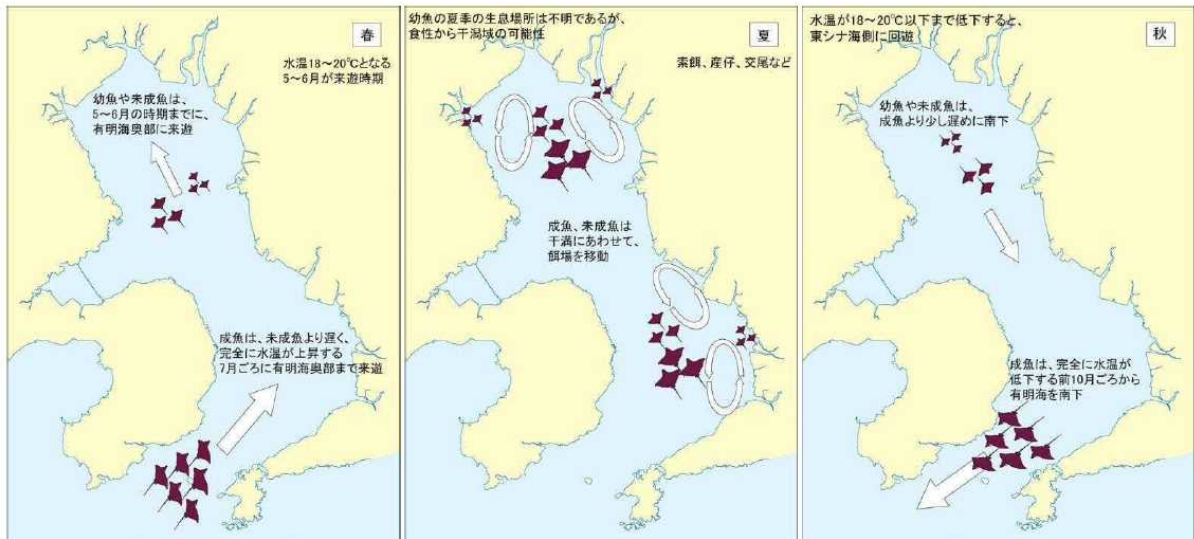 春
水温18~20℃となる
5~6月が来遊時期
幼魚や未成魚は、
5~6月の時期までに、
有明海奥部に来遊
成魚は、未成魚より遅く、
完全に水温が上昇する
7月ごろに有明海奥部まで来遊
幼魚の夏季の生息場所は不明であるが、
食性から干潟域の可能性
夏
索餌、産仔、交尾など
成魚、未成魚は
干満にあわせて、
餌場を移動
水温が18~20℃以下まで低下すると、
東シナ海側に回遊
秋
幼魚や未成魚は、
成魚より少し遅めに南下
成魚は、完全に水温が
低下する前10月ごろから
有明海を南下